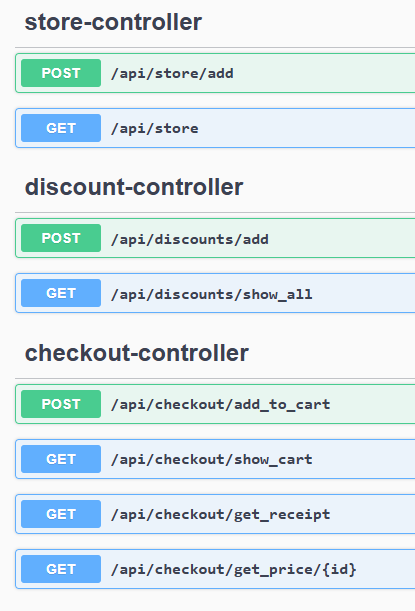 store-controller
POST /api/store/add
GET /api/store
discount-controller
POST /api/discounts/add
GET /api/discounts/show_all
checkout-controller
POST /api/checkout/add_to_cart
GET /api/checkout/show_cart
GET /api/checkout/get_receipt
GET /api/checkout/get_price/{id}